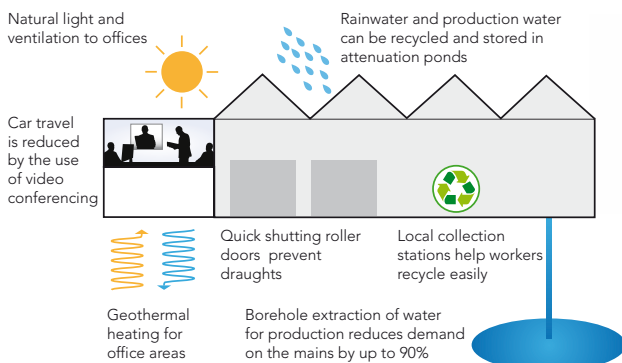 Natural light and
ventilation to offices
Rainwater and production water
can be recycled and stored in
attenuation ponds
Car travel
is reduced
by the use
of video
conferencing
Quick shutting roller
doors prevent
draughts
Local collection
stations help workers
recycle easily
Geothermal
heating for
office areas
Borehole extraction of water
for production reduces demand
on the mains by up to 90%